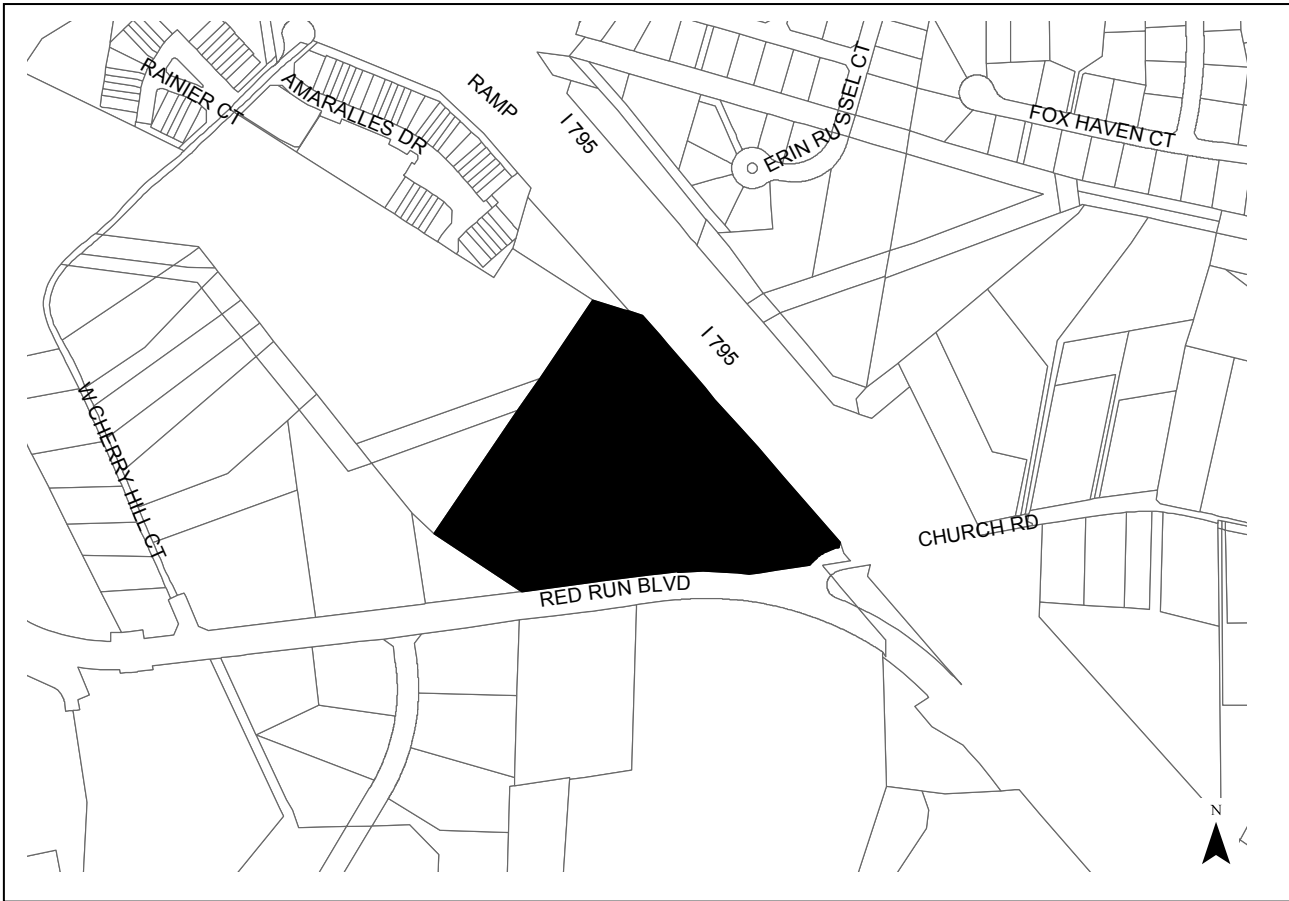 RAINIER CT
AMARALLES DR
RAMP
I 795
ERIN RUSSEL CT
FOX HAVEN CT
I 795
W CHERRY HILL CT
CHURCH RD
RED RUN BLVD
N